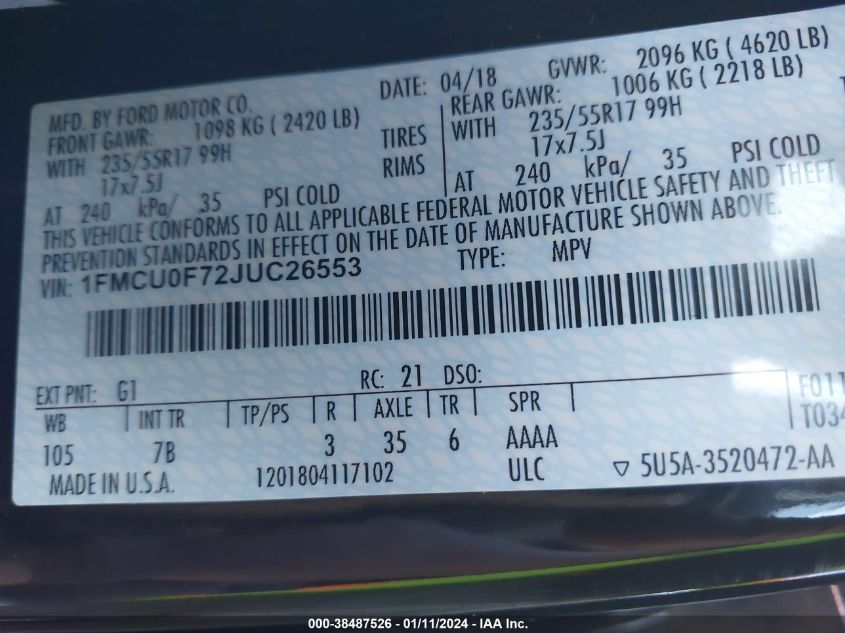 MFD. BY FORD MOTOR CO.
DATE: 04/18
GVWR: 2096 KG ( 4620 LB)
FRONT GAWR: 1098 KG ( 2420 LB)
REAR GAWR: 1006 KG ( 2218 LB)
WITH 235/55R17 99H TIRES
WITH 235/55R17 99H
17x7.5J RIMS
17x7.5J
AT 240 kPa/ 35 PSI COLD
AT 240 kPa/ 35 PSI COLD
THIS VEHICLE CONFORMS TO ALL APPLICABLE FEDERAL MOTOR VEHICLE SAFETY AND THEFT
PREVENTION STANDARDS IN EFFECT ON THE DATE OF MANUFACTURE SHOWN ABOVE.
VIN: 1FMCU0F72JUC26553 TYPE: MPV
EXT PNT: G1 RC: 21 DSO:
WB INT TR TP/PS R AXLE TR SPR
F011
105 7B 3 35 6 AAAA
T034
MADE IN U.S.A. 1201804117102 ULC ▽ 5U5A-3520472-AA
000-38487526 - 01/11/2024 - IAA Inc.